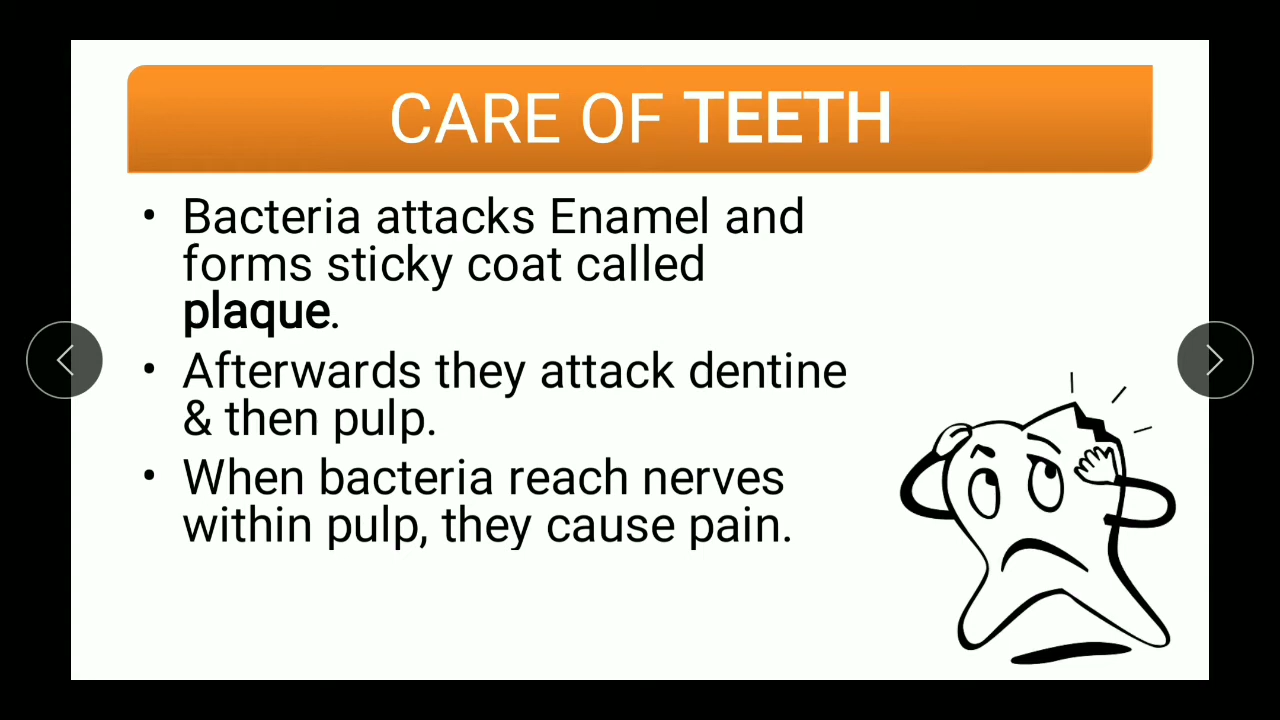 CARE OF TEETH
• Bacteria attacks Enamel and
forms sticky coat called
plaque.
• Afterwards they attack dentine
& then pulp.
• When bacteria reach nerves
within pulp, they cause pain.